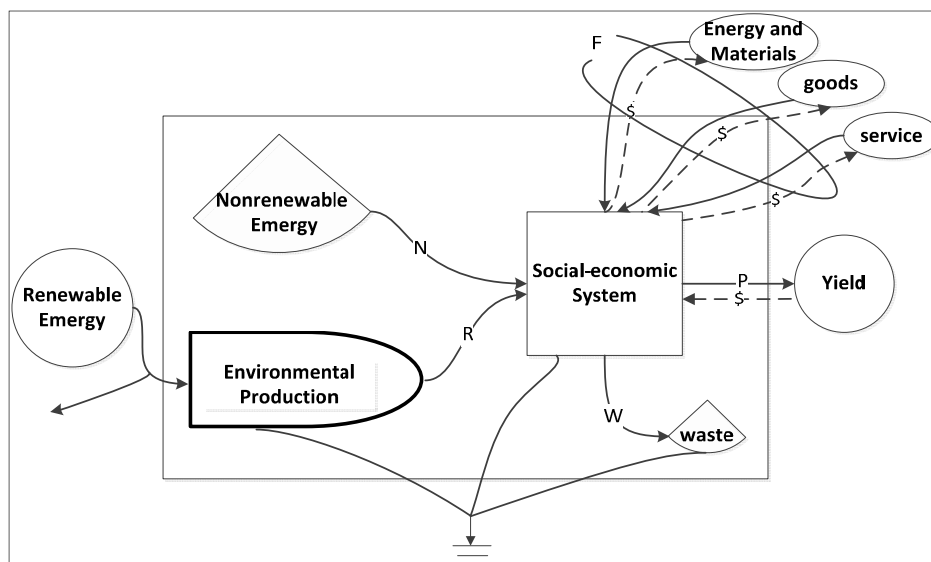 F
Energy and
Materials
goods
$
$
service
$
Nonrenewable
Emergy
N
Social-economic
System
P
$
Yield
Renewable
Emergy
R
Environmental
Production
W
waste